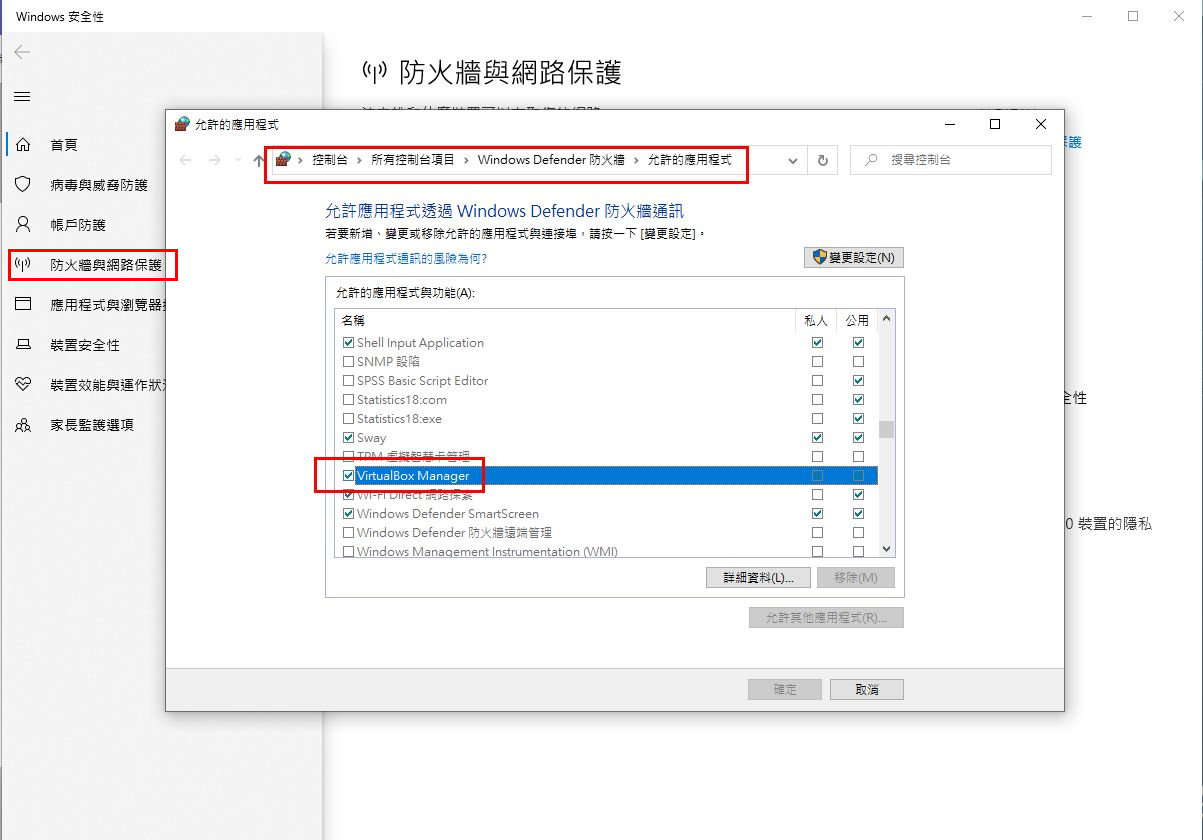 Windows 安全性
防火牆與網路保護
首頁
病毒與威脅防護
帳戶防護
防火牆與網路保護
應用程式與瀏覽器
裝置安全性
裝置效能與運作狀
家長監護選項
保護
全性
0 裝置的隱私
允許的應用程式
控制台 › 所有控制台項目 › Windows Defender 防火牆 › 允許的應用程式
搜尋控制台
允許應用程式透過 Windows Defender 防火牆通訊
若要新增、變更或移除允許的應用程式與連接埠，請按一下 [變更設定]。
允許應用程式通訊的風險為何?
變更設定(N)
允許的應用程式與功能(A):
名稱 私人 公用
Shell Input Application
SNMP 設陷
SPSS Basic Script Editor
Statistics18:com
Statistics18:exe
Sway
TPM 虛擬智慧卡管理
VirtualBox Manager
Wi-Fi Direct 網路探索
Windows Defender SmartScreen
Windows Defender 防火牆遠端管理
Windows Management Instrumentation (WMI)
詳細資料(L)... 移除(M)
允許其他應用程式(R)...
確定 取消